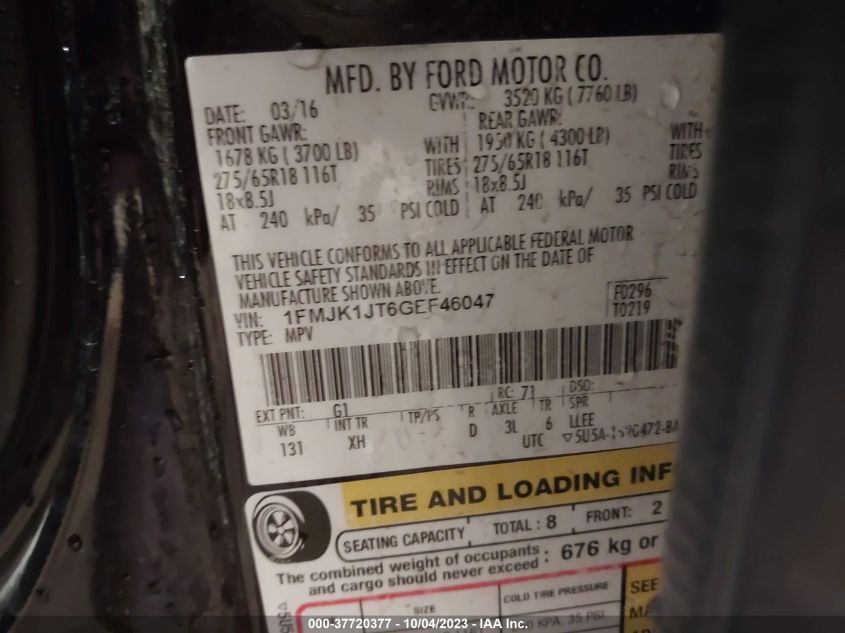 MFD. BY FORD MOTOR CO.
DATE: 03/16 GVWR: 3520 KG ( 7760 LB)
FRONT GAWR: REAR GAWR:
1678 KG ( 3700 LB) WITH 1950 KG ( 4300 LB) WITH
275/65R18 116T TIRES 275/65R18 116T TIRES
18x8.5J RIMS 18x8.5J RIMS
AT 240 kPa/ 35 PSI COLD AT 240 kPa/ 35 PSI COLD
THIS VEHICLE CONFORMS TO ALL APPLICABLE FEDERAL MOTOR
VEHICLE SAFETY STANDARDS IN EFFECT ON THE DATE OF
MANUFACTURE SHOWN ABOVE.
VIN: 1FMJK1JT6GEF46047 F0296
TYPE: MPV T0219
EXT PNT: G1 RC: 71 DSO:
WB INT TR TP/PS R AXLE TR SPR
131 XH D 3L 6 LLEE
UTC
TIRE AND LOADING INF
SEATING CAPACITY TOTAL : 8 FRONT: 2
The combined weight of occupants
and cargo should never exceed : 676 kg or
SIZE COLD TIRE PRESSURE SEE
KPA, 35 PSI
000-37720377 - 10/04/2023 - IAA Inc.